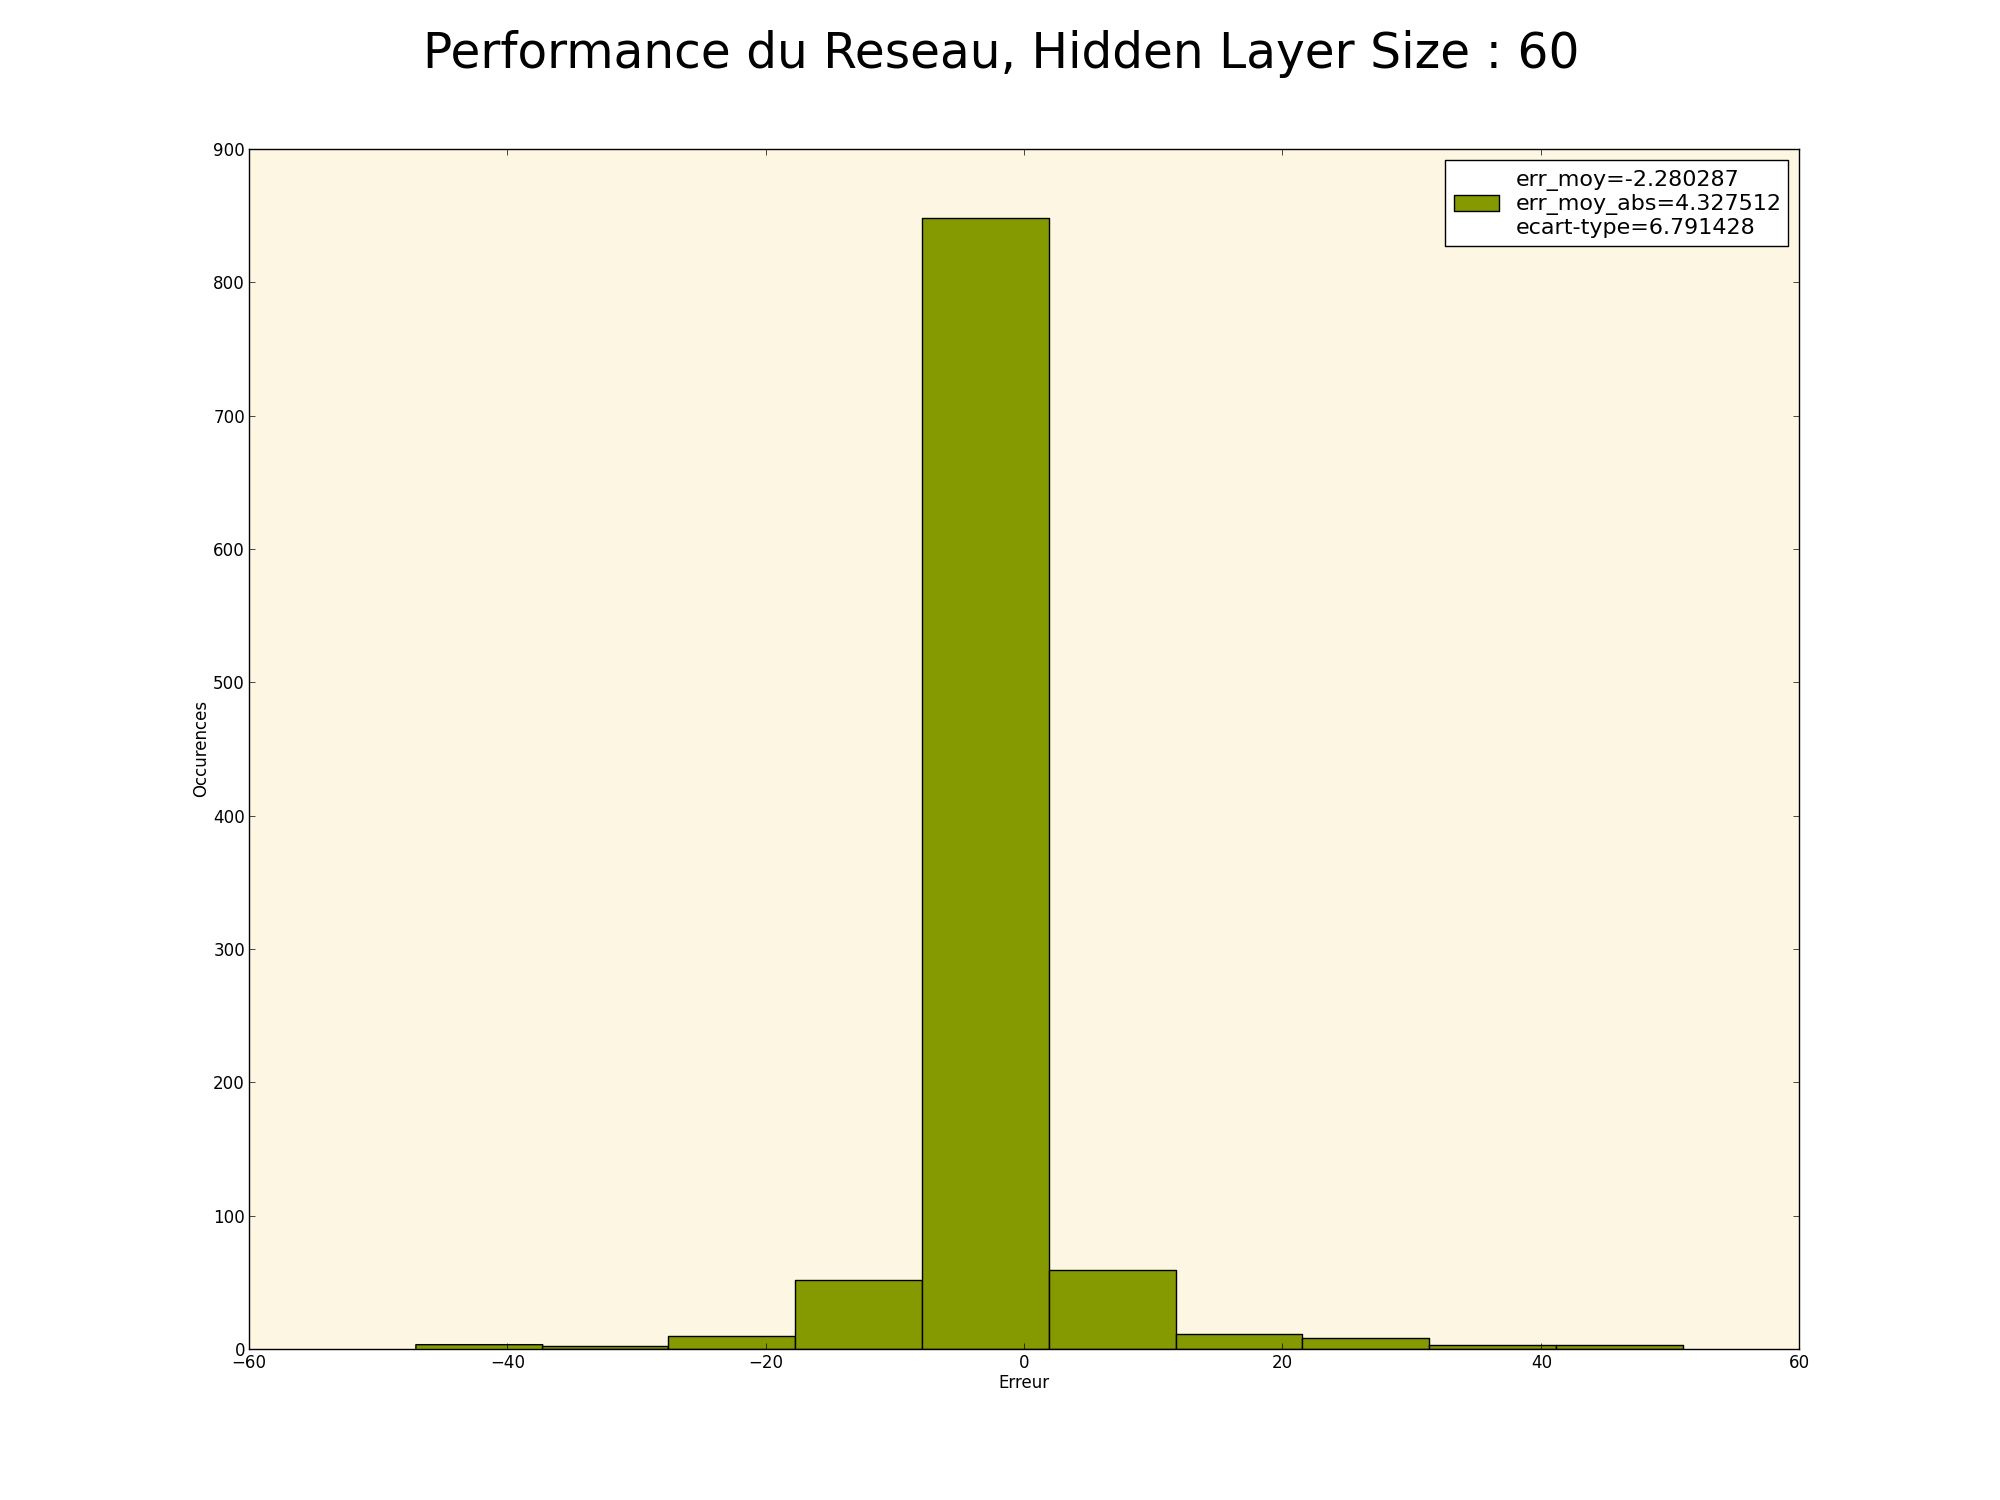 Performance du Reseau, Hidden Layer Size : 60
900
800
700
600
500
400
300
200
100
0
Occurences
err_moy=-2.280287
err_moy_abs=4.327512
ecart-type=6.791428
−60 −40 −20 0 20 40 60
Erreur